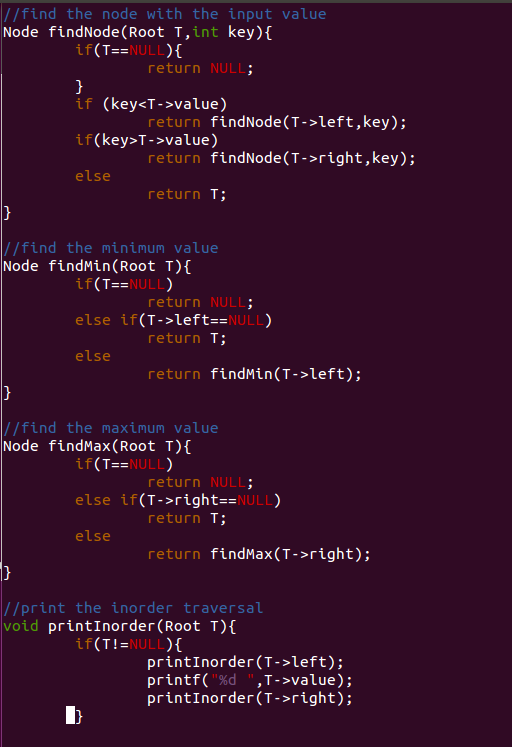 //find the node with the input value
Node findNode(Root T,int key){
        if(T==NULL){
                return NULL;
        }
        if (key<T->value)
                return findNode(T->left,key);
        if(key>T->value)
                return findNode(T->right,key);
        else
                return T;
}

//find the minimum value
Node findMin(Root T){
        if(T==NULL)
                return NULL;
        else if(T->left==NULL)
                return T;
        else
                return findMin(T->left);
}

//find the maximum value
Node findMax(Root T){
        if(T==NULL)
                return NULL;
        else if(T->right==NULL)
                return T;
        else
                return findMax(T->right);
}

//print the inorder traversal
void printInorder(Root T){
        if(T!=NULL){
                printInorder(T->left);
                printf("%d ",T->value);
                printInorder(T->right);
        }